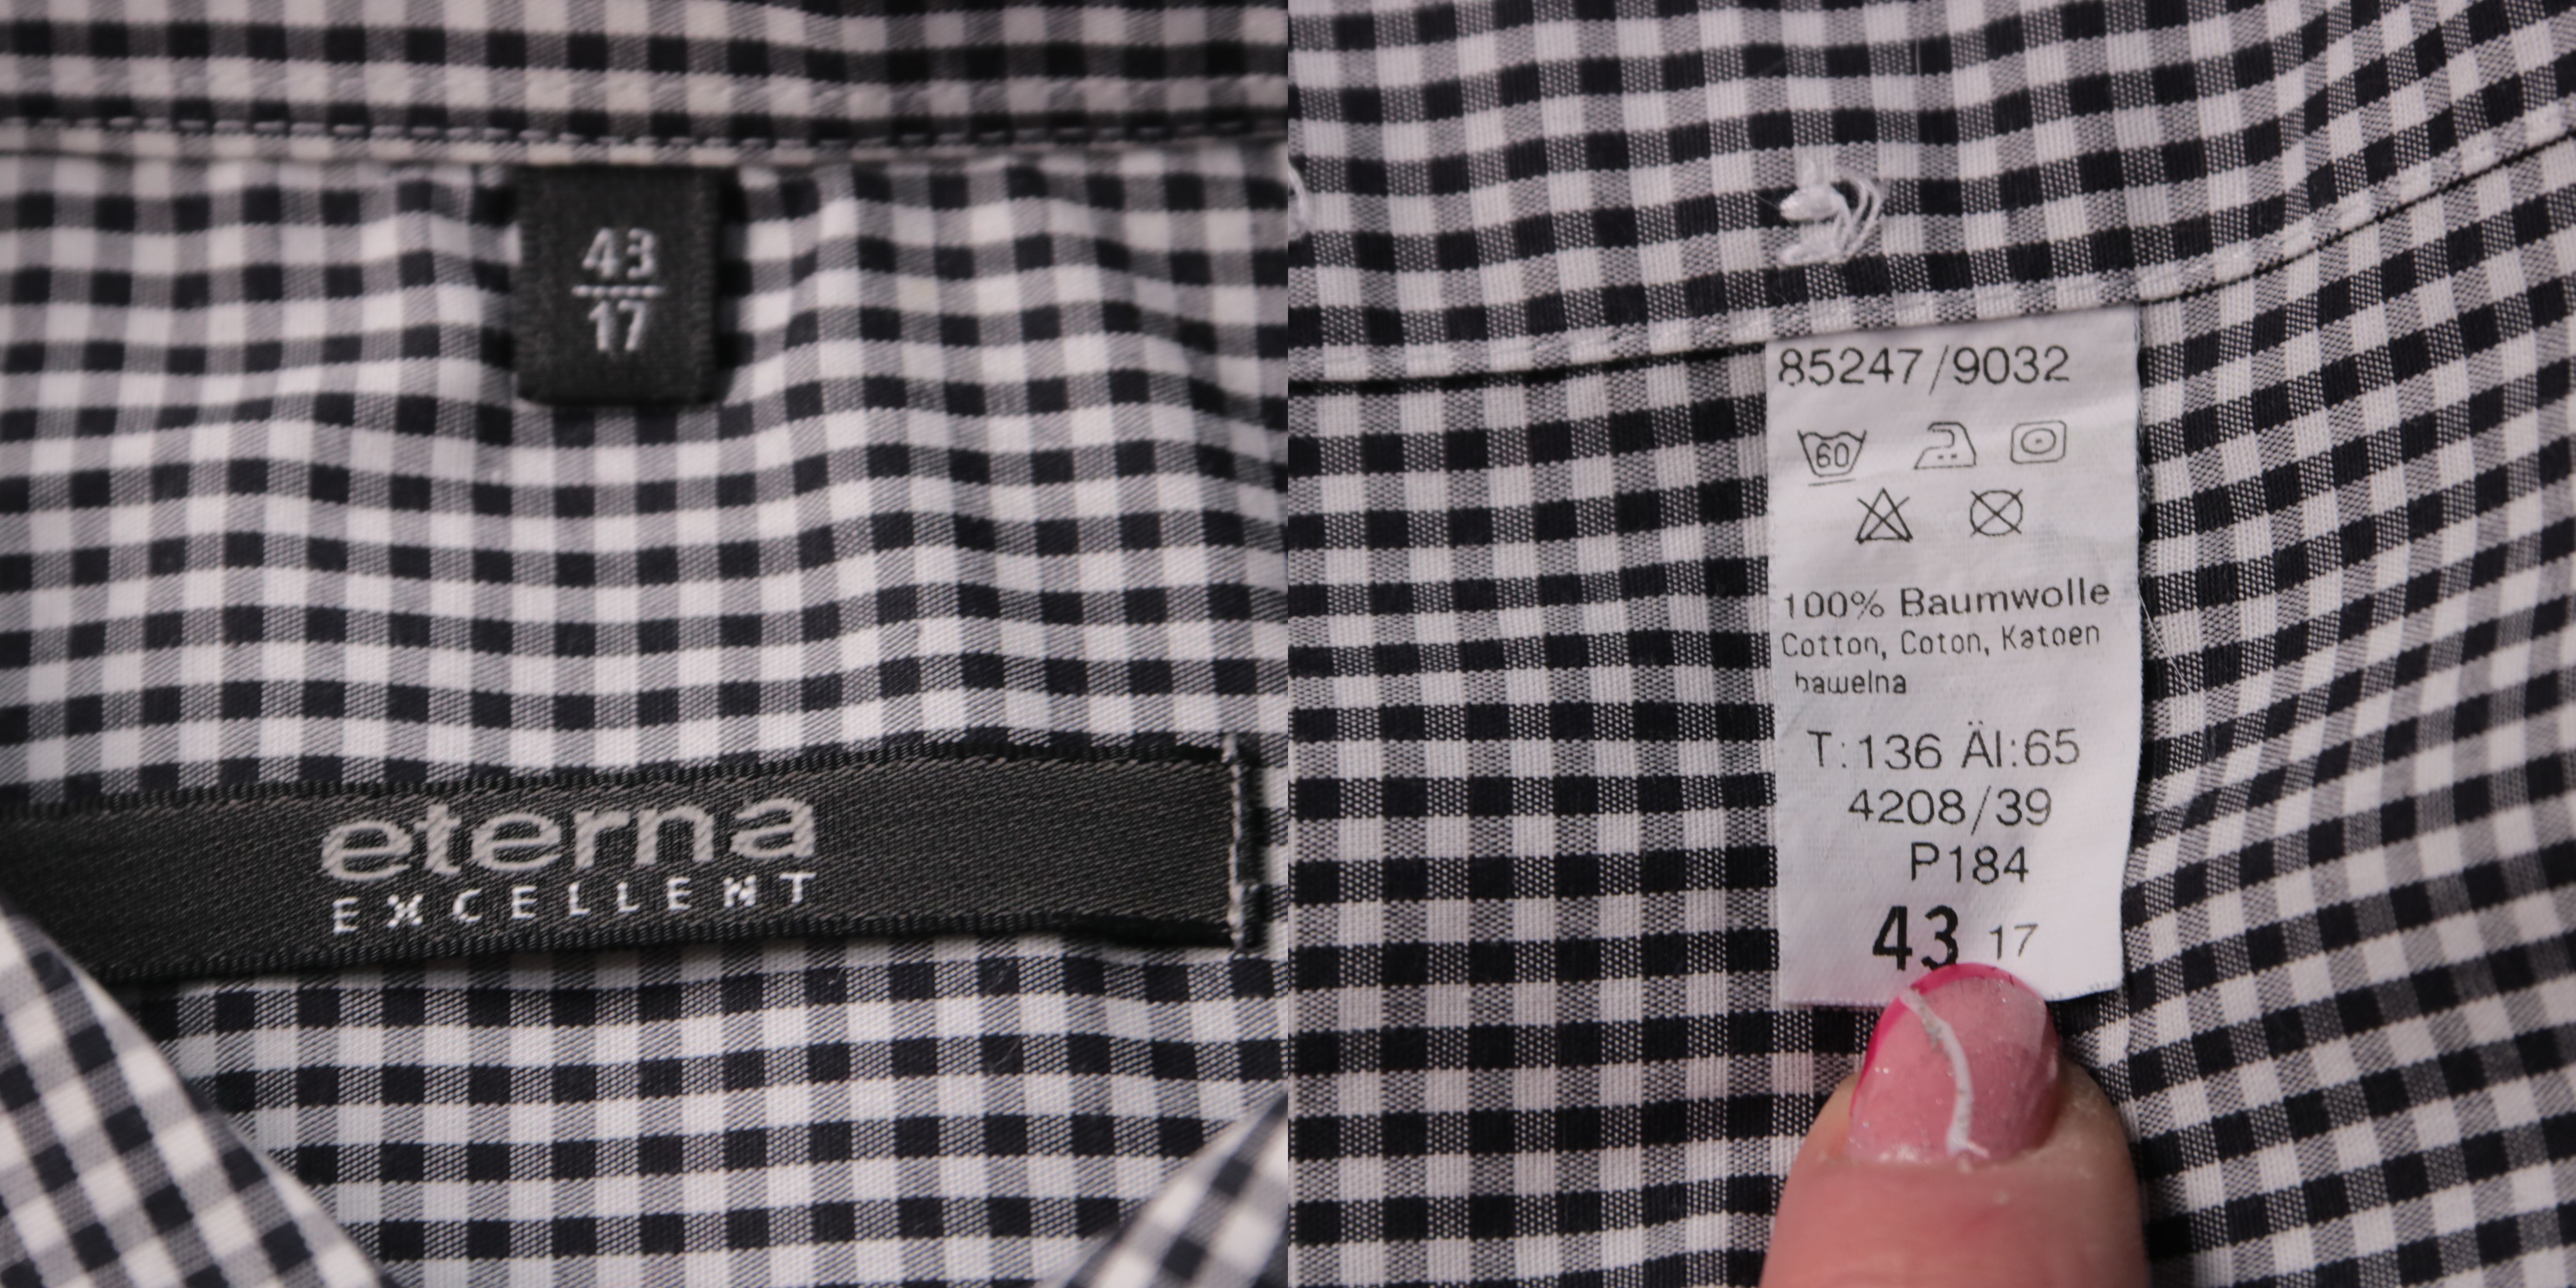 43
17
eterna
EXCELLENT
85247/9032
60
100% Baumwolle
Cotton, Coton, Katoen
bawelna
T:136 Äl:65
4208/39
P184
43 17